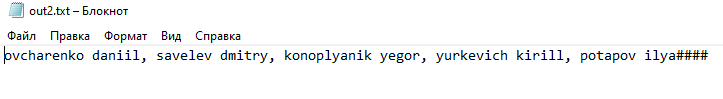 out2.txt – Блокнот
Файл Правка Формат Вид Справка
ovcharenko daniil, savelev dmitry, konoplyanik yegor, yurkevich kirill, potapov ilya####